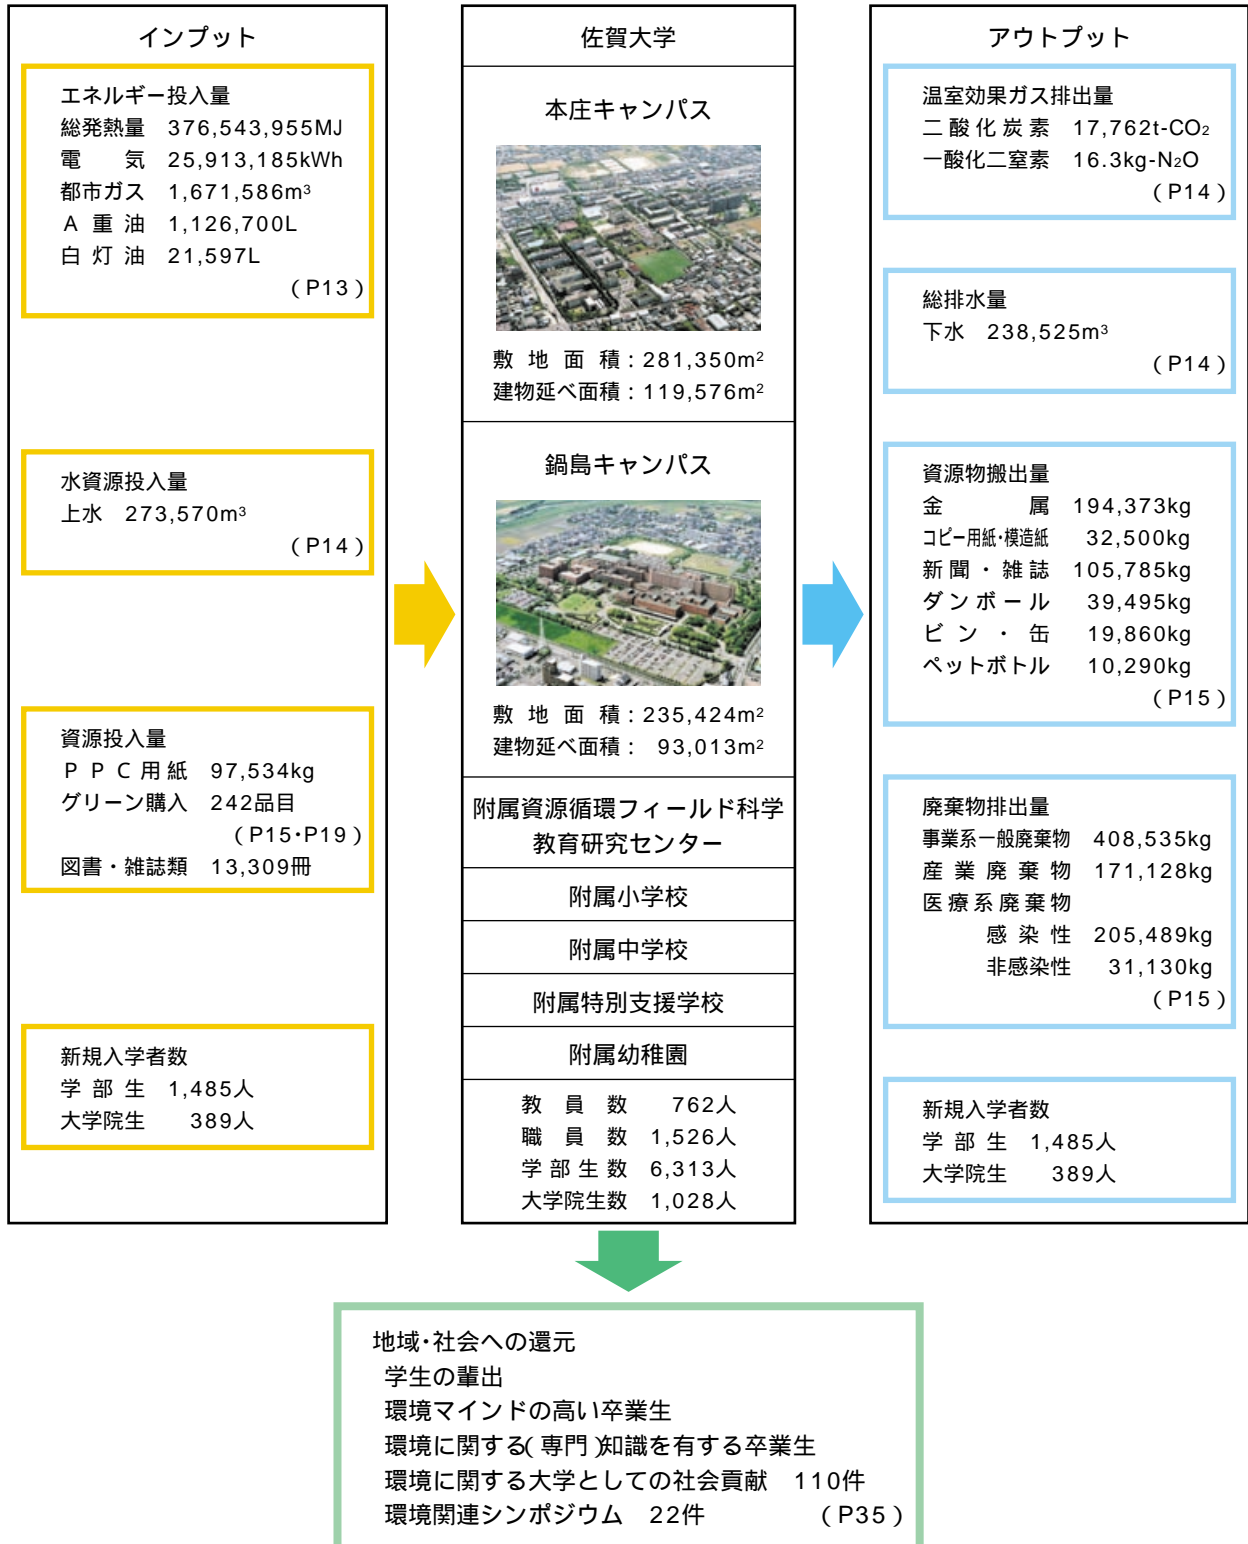 インプット
エネルギー投入量
総発熱量 376,543,955MJ
電気 25,913,185kWh
都市ガス 1,671,586m³
A重油 1,126,700L
白灯油 21,597L
(P13)
水資源投入量
上水 273,570m³
(P14)
資源投入量
PPC用紙 97,534kg
グリーン購入 242品目
(P15・P19)
図書・雑誌類 13,309冊
新規入学者数
学部生 1,485人
大学院生 389人
佐賀大学
本庄キャンパス
敷地面積：281,350m²
建物延べ面積：119,576m²
鍋島キャンパス
敷地面積：235,424m²
建物延べ面積： 93,013m²
附属資源循環フィールド科学
教育研究センター
附属小学校
附属中学校
附属特別支援学校
附属幼稚園
教員数 762人
職員数 1,526人
学部生数 6,313人
大学院生数 1,028人
アウトプット
温室効果ガス排出量
二酸化炭素 17,762t-CO₂
一酸化二窒素 16.3kg-N₂O
(P14)
総排水量
下水 238,525m³
(P14)
資源物搬出量
金属 194,373kg
コピー用紙・模造紙 32,500kg
新聞・雑誌 105,785kg
ダンボール 39,495kg
ビン・缶 19,860kg
ペットボトル 10,290kg
(P15)
廃棄物排出量
事業系一般廃棄物 408,535kg
産業廃棄物 171,128kg
医療系廃棄物
感染性 205,489kg
非感染性 31,130kg
(P15)
新規入学者数
学部生 1,485人
大学院生 389人
地域・社会への還元
学生の輩出
環境マインドの高い卒業生
環境に関する(専門)知識を有する卒業生
環境に関する大学としての社会貢献 110件
環境関連シンポジウム 22件 (P35)